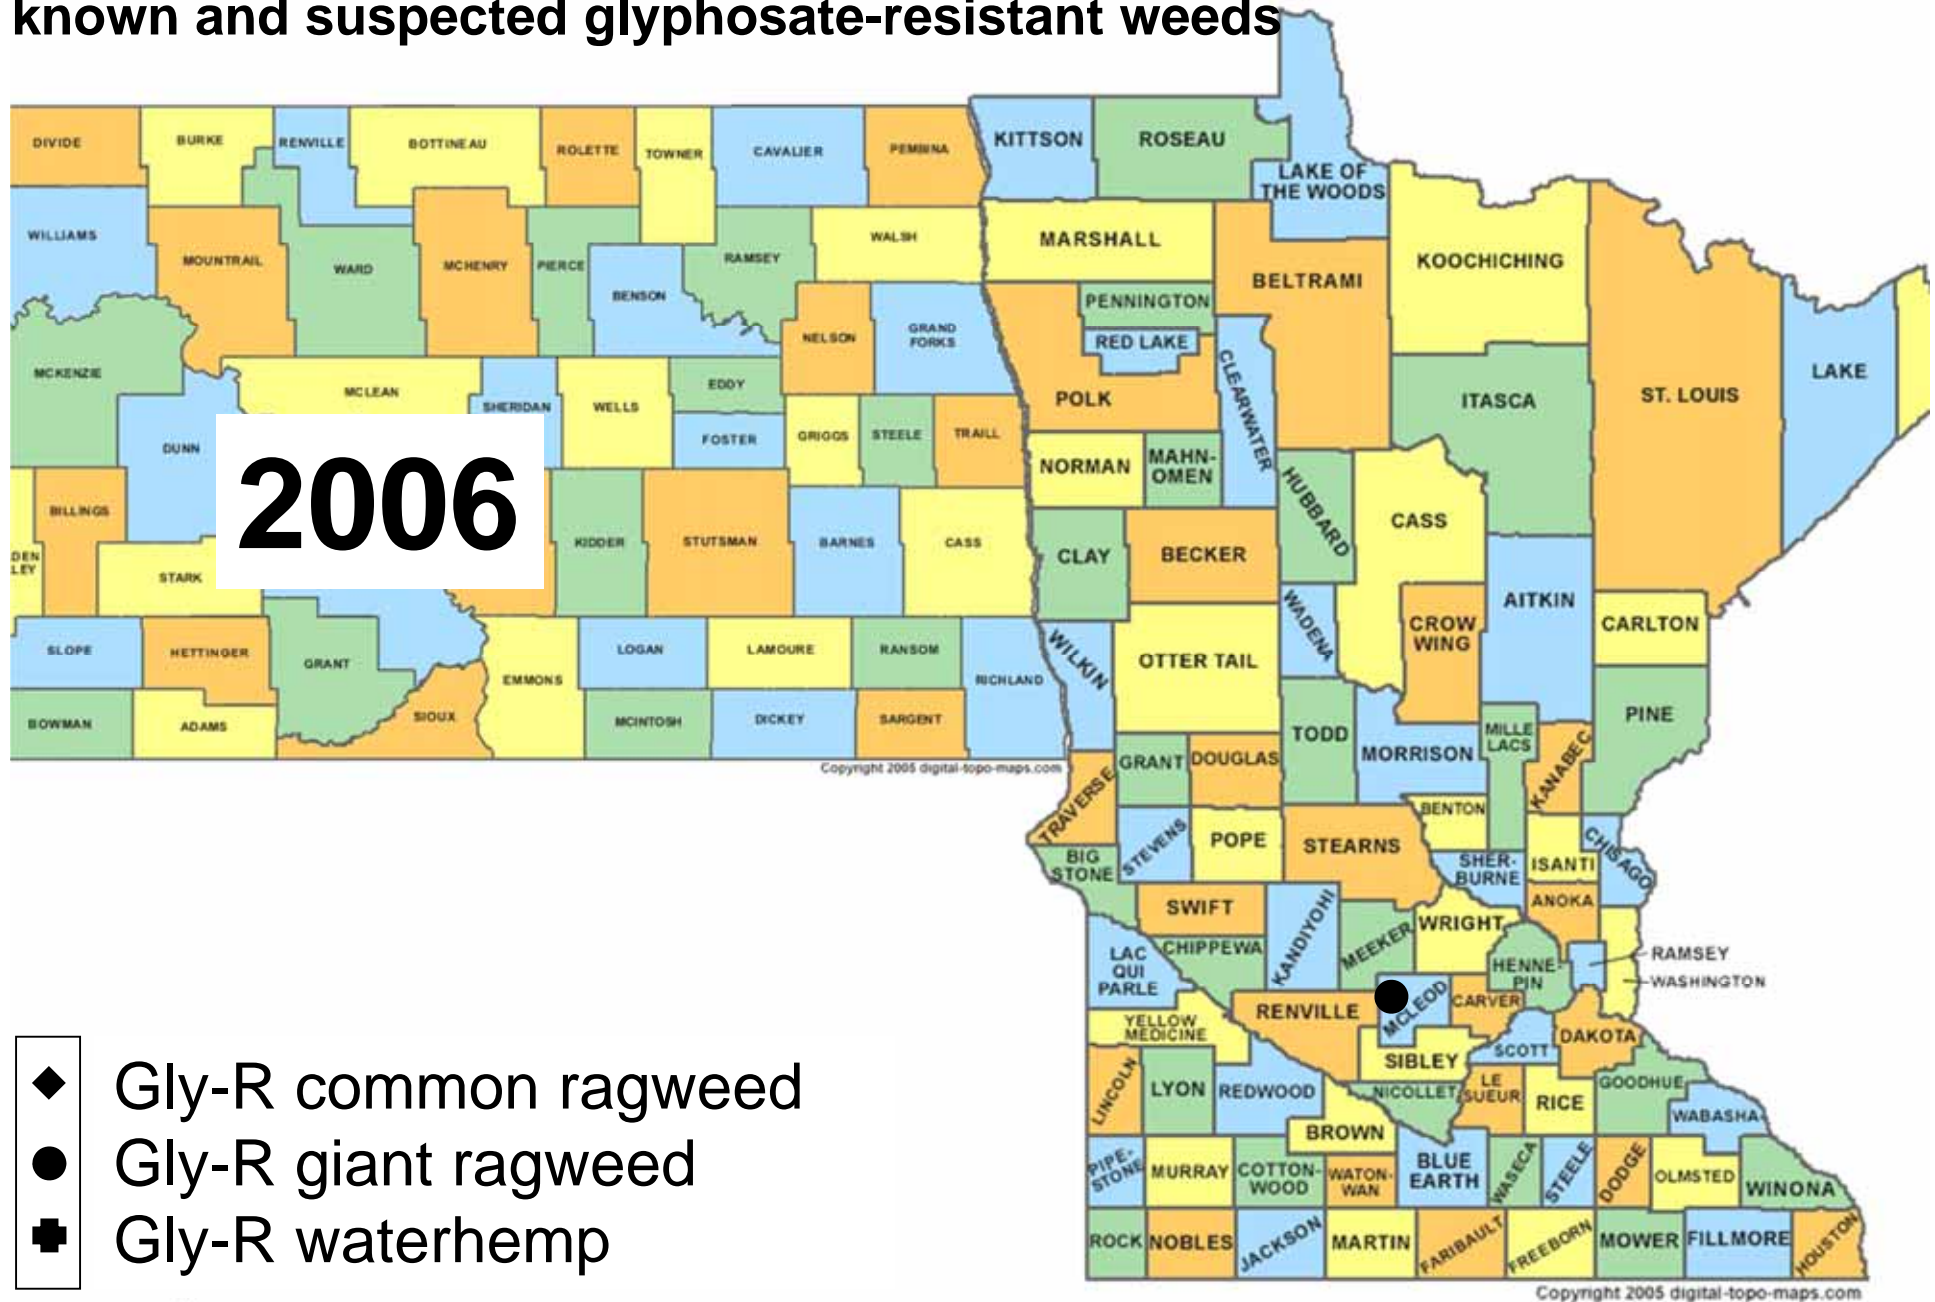 known and suspected glyphosate-resistant weeds
DIVIDE
BURKE
RENVILLE
BOTTINEAU
ROLETTE
TOWNER
CAVALIER
PEMBINA
KITTSON
ROSEAU
LAKE OF
THE WOODS
WILLIAMS
MOUNTRAIL
WARD
MCHENRY
PIERCE
BENSON
RAMSEY
WALSH
MARSHALL
BELTRAMI
KOOCHICHING
NELSON
GRAND
FORKS
PENNINGTON
RED LAKE
CLEARWATER
MCKENZIE
MCLEAN
SHERIDAN
WELLS
EDDY
POLK
ITASCA
ST. LOUIS
LAKE
DUNN
FOSTER
GRIGGS
STEELE
TRAILL
NORMAN
MAHN-
OMEN
HUBBARD
CASS
2006
BILLINGS
DEN
LEY
STARK
KIDDER
STUTSMAN
BARNES
CASS
CLAY
BECKER
AITKIN
WADENA
CROW
WING
CARLTON
SLOPE
HETTINGER
GRANT
EMMONS
LOGAN
LAMOURE
RANSOM
RICHLAND
WILKIN
OTTER TAIL
BOWMAN
ADAMS
SIOUX
MCINTOSH
DICKEY
SARGENT
TODD
MORRISON
MILLE
LACS
KANABEC
PINE
Copyright 2005 digital-topo-maps.com
TRAVERSE
GRANT
DOUGLAS
BENTON
BIG
STONE
STEVENS
POPE
STEARNS
SHER-
BURNE
ISANTI
CHISAGO
SWIFT
KANDIYOHI
MEEKER
WRIGHT
ANOKA
LAC
QUI
PARLE
CHIPPEWA
HENNE-
PIN
RAMSEY
WASHINGTON
RENVILLE
MCLEOD
CARVER
YELLOW
MEDICINE
SIBLEY
SCOTT
DAKOTA
LINCOLN
LYON
REDWOOD
NICOLLET
LE
SUEUR
RICE
GOODHUE
WABASHA
BROWN
PIPE-
STONE
MURRAY
COTTON-
WOOD
WATON-
WAN
BLUE
EARTH
WASECA
STEELE
DODGE
OLMSTED
WINONA
ROCK
NOBLES
JACKSON
MARTIN
FARIBAULT
FREEBORN
MOWER
FILLMORE
HOUSTON
Gly-R common ragweed
Gly-R giant ragweed
Gly-R waterhemp
Copyright 2005 digital-topo-maps.com